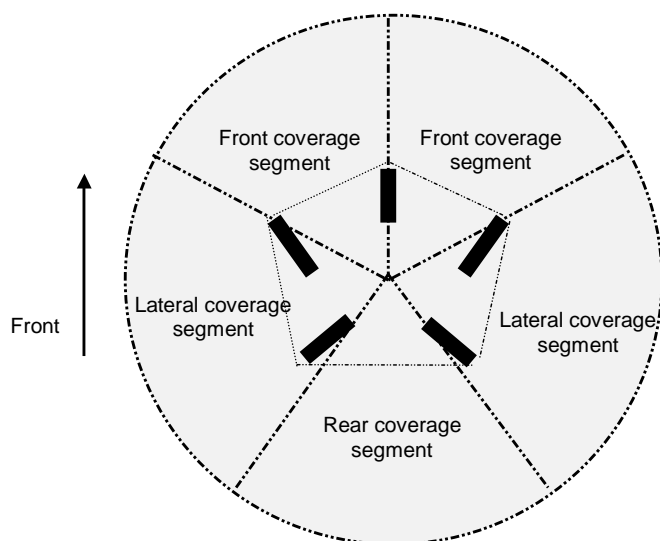 Front coverage
segment
Front coverage
segment
Front
Lateral coverage
segment
Lateral coverage
segment
Rear coverage
segment